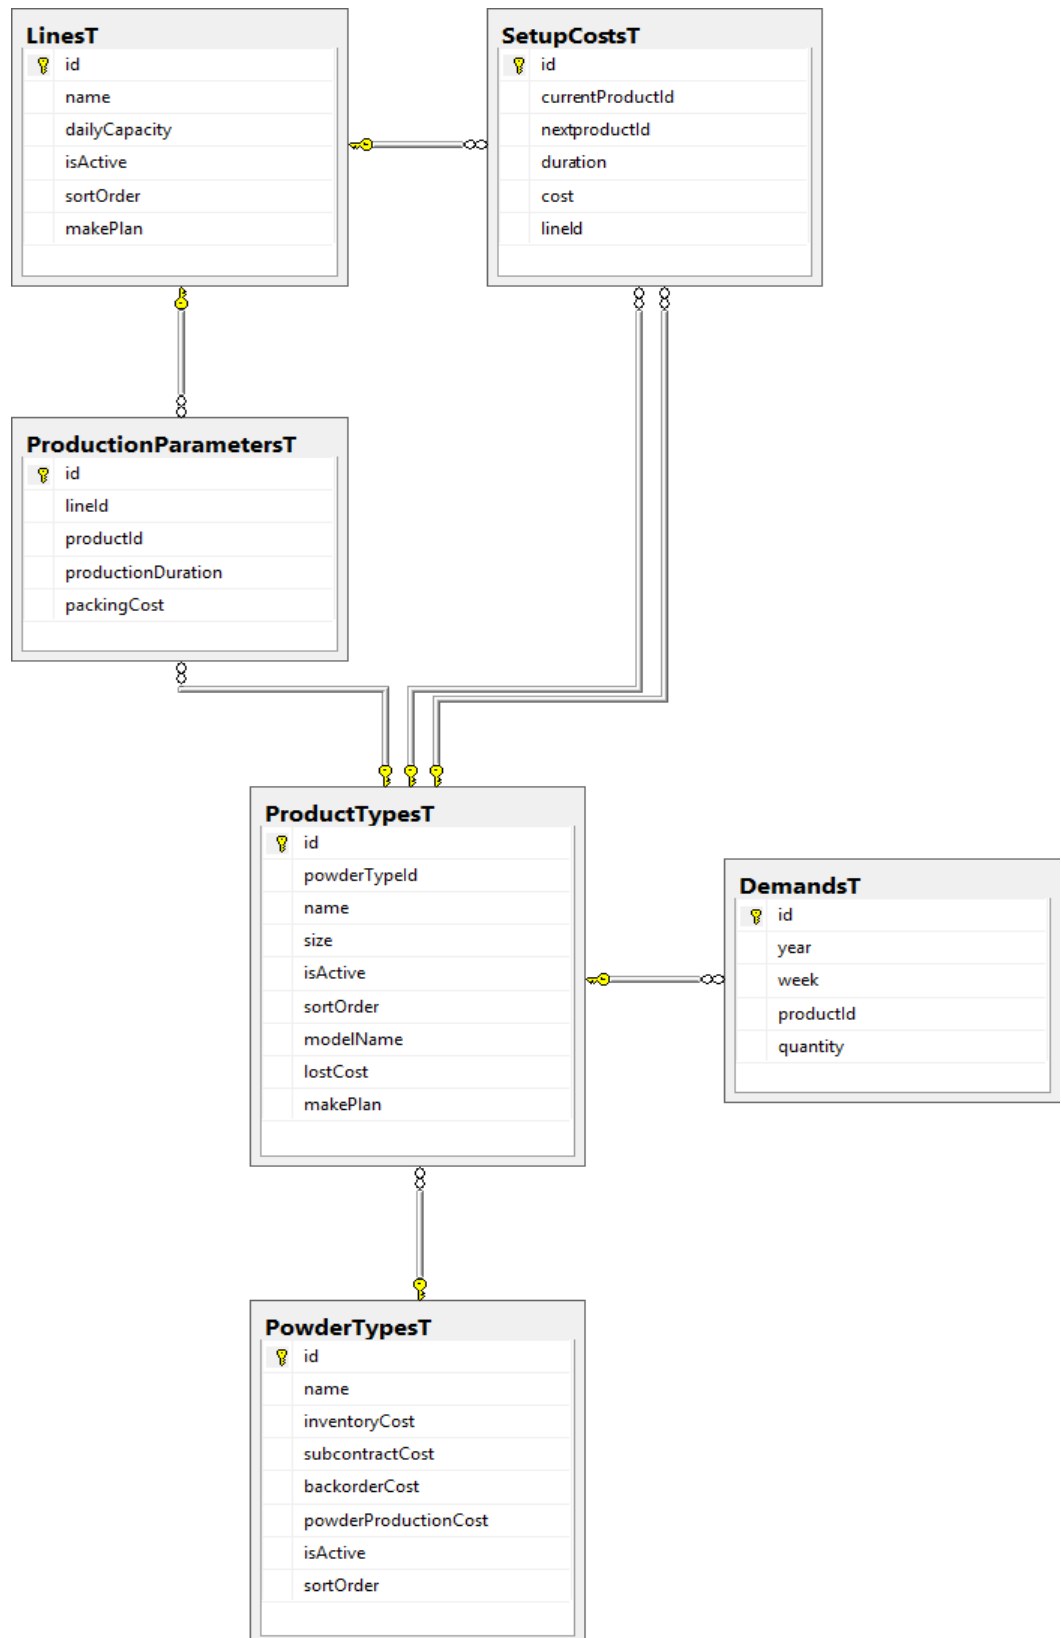 LinesT
id
name
dailyCapacity
isActive
sortOrder
makePlan
SetupCostsT
id
currentProductId
nextproductId
duration
cost
lineId
ProductionParametersT
id
lineId
productId
productionDuration
packingCost
ProductTypesT
id
powderTypeId
name
size
isActive
sortOrder
modelName
lostCost
makePlan
DemandsT
id
year
week
productId
quantity
PowderTypesT
id
name
inventoryCost
subcontractCost
backorderCost
powderProductionCost
isActive
sortOrder